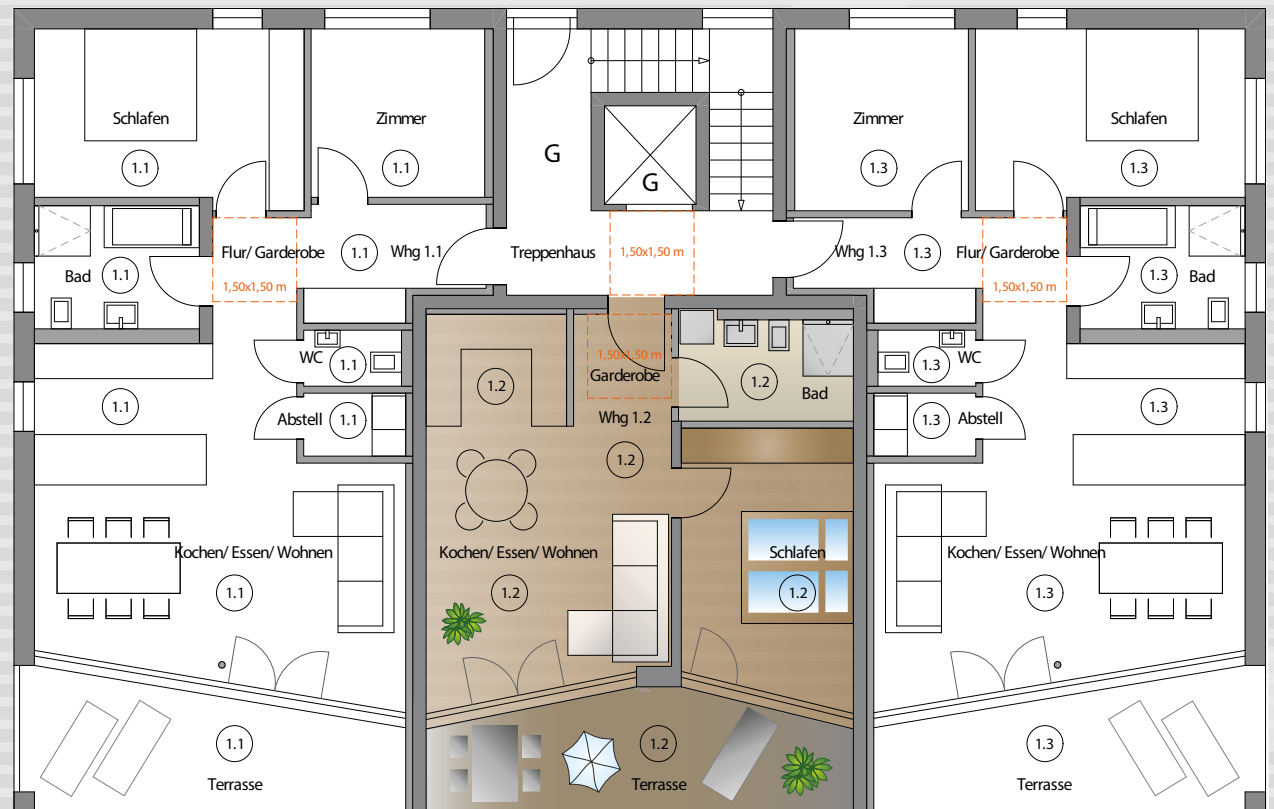 Schlafen
1.1
Zimmer
1.1
G
G
Zimmer
1.3
Schlafen
1.3
Bad
1.1
Flur/ Garderobe
1,50x1,50 m
1.1
Whg 1.1
Treppenhaus
1,50x1,50 m
Whg 1.3
1.3
Flur/ Garderobe
1,50x1,50 m
1.3
Bad
WC
1.1
Abstell
1.1
1.1
1.2
1,50x1,50 m
Garderobe
Whg 1.2
1.2
1.2
Bad
1.3
WC
1.3
Abstell
1.3
Kochen/ Essen/ Wohnen
1.1
Kochen/ Essen/ Wohnen
1.2
Schlafen
1.2
Kochen/ Essen/ Wohnen
1.3
1.1
Terrasse
1.2
Terrasse
1.3
Terrasse